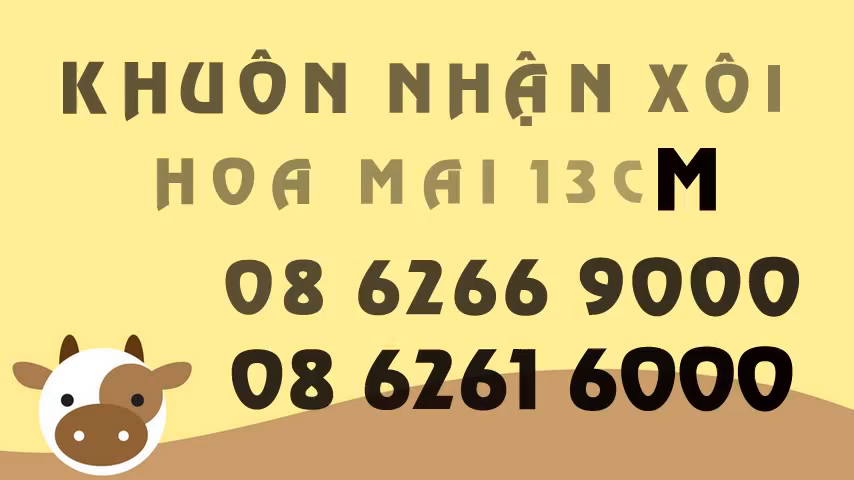 KHUÔN NHẬN XÔI
HOA MAI 13CM
08 6266 9000
08 6261 6000